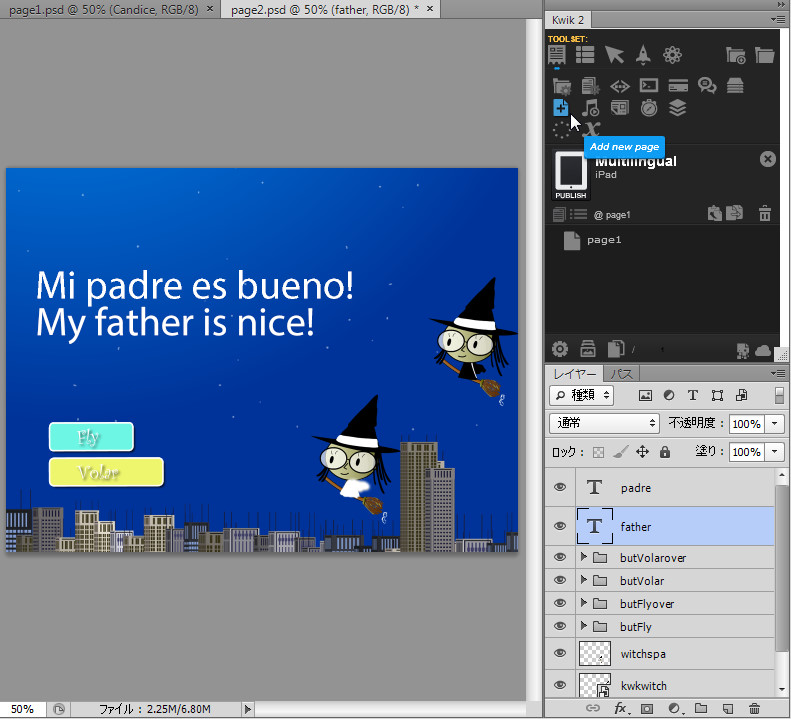 page1.psd @ 50% (Candice, RGB/8) ×
page2.psd @ 50% (father, RGB/8) * ×
Kwik 2
TOOLSET:
Add new page
Multilingual
iPad
PUBLISH
@ page1
page1
/
Mi padre es bueno!
My father is nice!
Fly
Volar
レイヤー パス
種類
通常 不透明度 : 100%
ロック : 塗り : 100%
padre
father
butVolarover
butVolar
butFlyover
butFly
witchspa
kwkwitch
fx
50% ファイル : 2.25M/6.80M